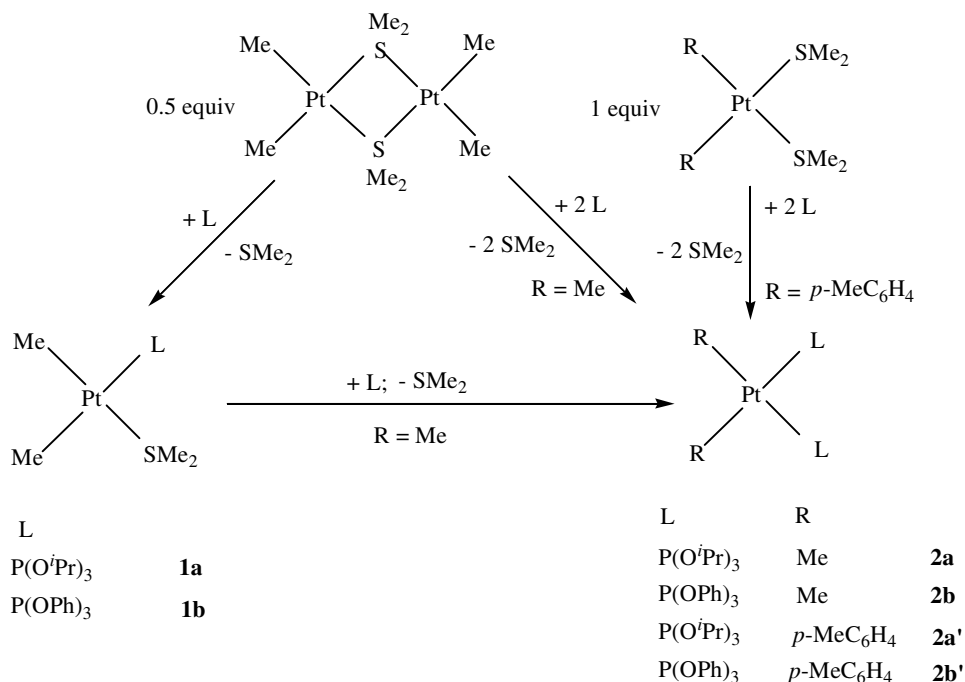 Me₂
Me Me
S
R SMe₂
0.5 equiv Pt Pt
1 equiv Pt
Me S Me
R SMe₂
Me₂
+ L
- SMe₂
+ 2 L
- 2 SMe₂
R = Me
+ 2 L
- 2 SMe₂
R = p-MeC₆H₄
Me L
Pt
Me SMe₂
+ L; - SMe₂
R = Me
R L
Pt
R L
L
P(OⁱPr)₃ 1a
P(OPh)₃ 1b
L R
P(OⁱPr)₃ Me 2a
P(OPh)₃ Me 2b
P(OⁱPr)₃ p-MeC₆H₄ 2a'
P(OPh)₃ p-MeC₆H₄ 2b'